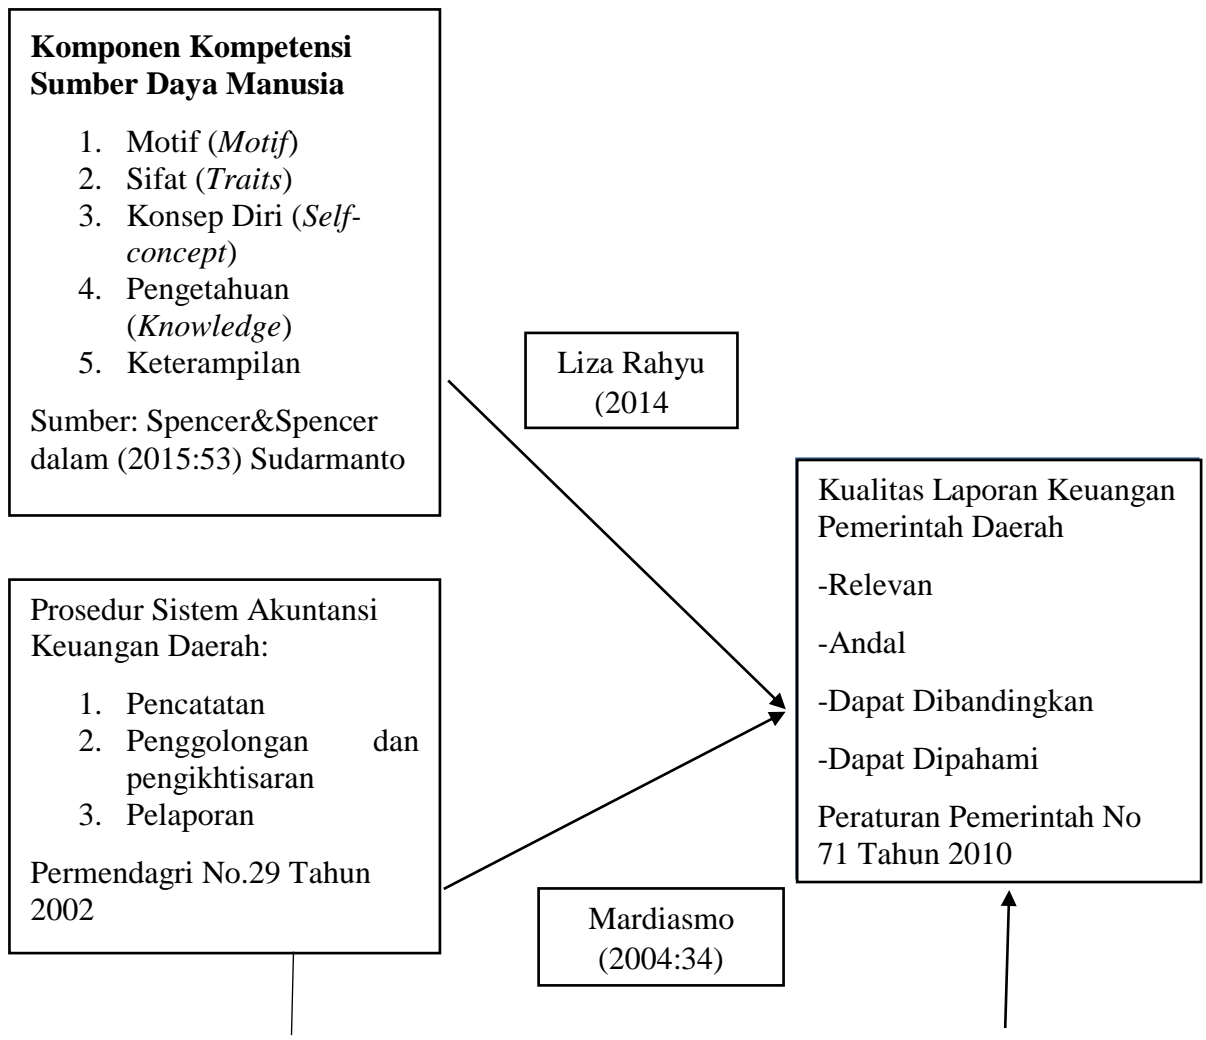 Komponen Kompetensi
Sumber Daya Manusia
1. Motif (Motif)
2. Sifat (Traits)
3. Konsep Diri (Self-
concept)
4. Pengetahuan
(Knowledge)
5. Keterampilan
Sumber: Spencer&Spencer
dalam (2015:53) Sudarmanto
Liza Rahyu
(2014
Prosedur Sistem Akuntansi
Keuangan Daerah:
1. Pencatatan
2. Penggolongan dan
pengikhtisaran
3. Pelaporan
Permendagri No.29 Tahun
2002
Mardiasmo
(2004:34)
Kualitas Laporan Keuangan
Pemerintah Daerah
-Relevan
-Andal
-Dapat Dibandingkan
-Dapat Dipahami
Peraturan Pemerintah No
71 Tahun 2010